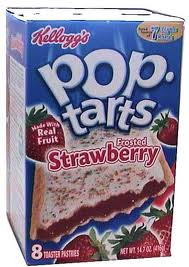 Kellogg's
POP·
tarts
Made With
Real
Fruit
Frosted
Strawberry
8 TOASTER PASTRIES
NET WT. 14.7 OZ.